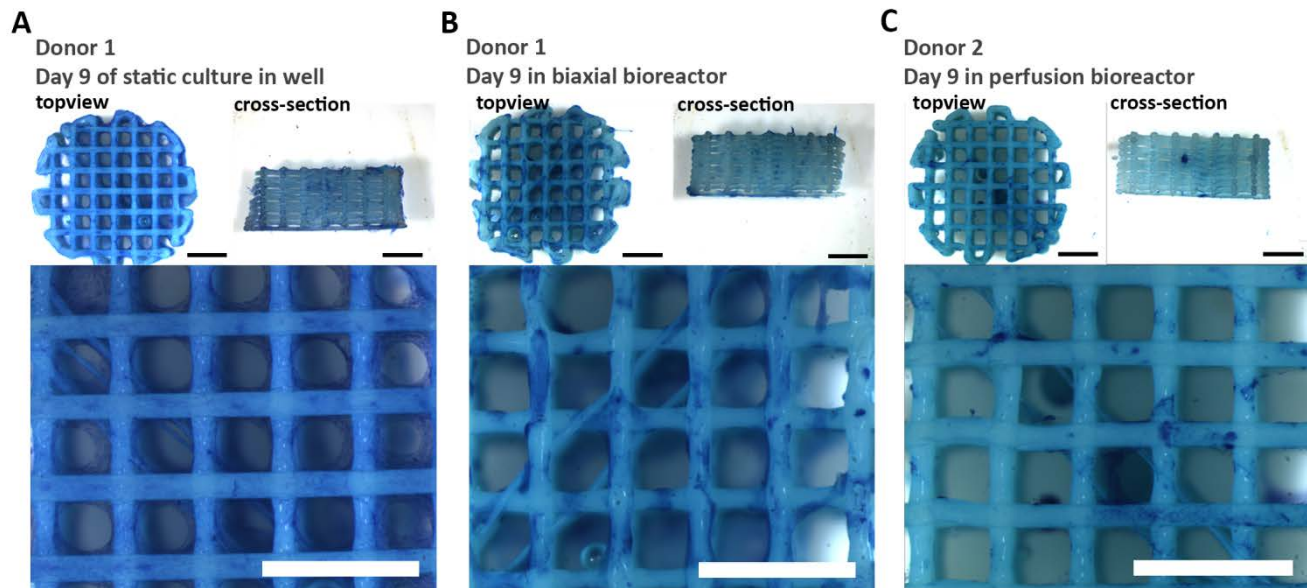 A
Donor 1
Day 9 of static culture in well
topview
cross-section
B
Donor 1
Day 9 in biaxial bioreactor
topview
cross-section
C
Donor 2
Day 9 in perfusion bioreactor
topview
cross-section